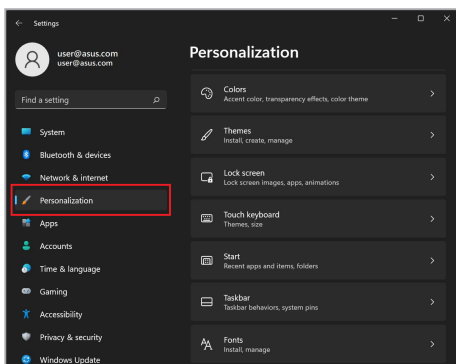 Settings
user@asus.com
user@asus.com
Find a setting
System
Bluetooth & devices
Network & internet
Personalization
Apps
Accounts
Time & language
Gaming
Accessibility
Privacy & security
Windows Update
Personalization
Colors
Accent color, transparency effects, color theme
Themes
Install, create, manage
Lock screen
Lock screen images, apps, animations
Touch keyboard
Themes, size
Start
Recent apps and items, folders
Taskbar
Taskbar behaviors, system pins
Fonts
Install, manage